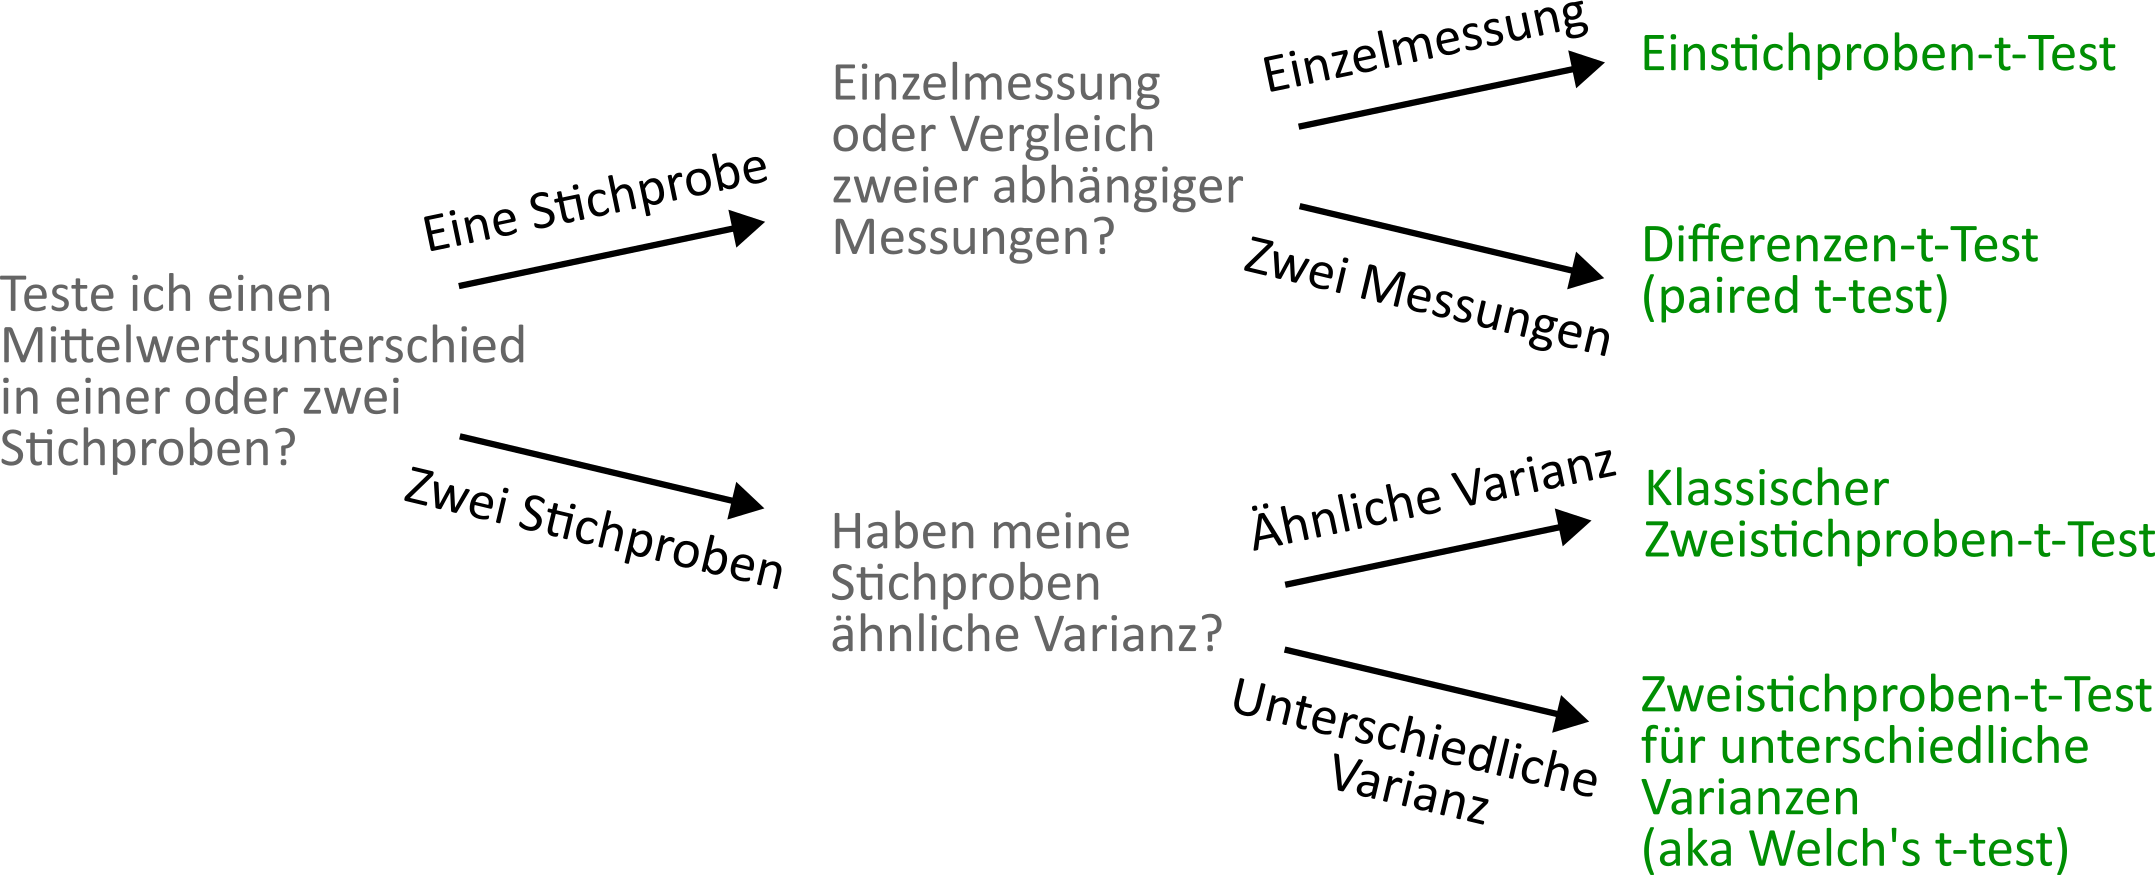 Teste ich einen
Mittelwertsunterschied
in einer oder zwei
Stichproben?
Eine Stichprobe
Zwei Stichproben
Einzelmessung
oder Vergleich
zweier abhängiger
Messungen?
Einzelmessung
Zwei Messungen
Einstichproben-t-Test
Differenzen-t-Test
(paired t-test)
Haben meine
Stichproben
ähnliche Varianz?
Ähnliche Varianz
Unterschiedliche
Varianz
Klassischer
Zweistichproben-t-Test
Zweistichproben-t-Test
für unterschiedliche
Varianzen
(aka Welch's t-test)